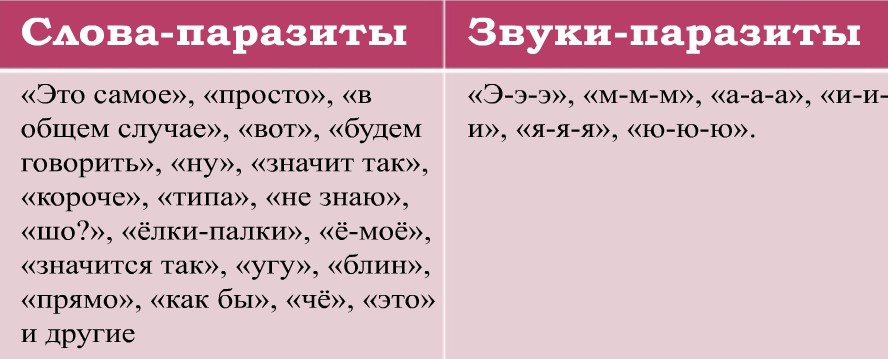 Слова-паразиты
Звуки-паразиты
«Это самое», «просто», «в
общем случае», «вот», «будем
говорить», «ну», «значит так»,
«короче», «типа», «не знаю»,
«шо?», «ёлки-палки», «ё-моё»,
«значится так», «угу», «блин»,
«прямо», «как бы», «чё», «это»
и другие
«Э-э-э», «м-м-м», «а-а-а», «и-и-
и», «я-я-я», «ю-ю-ю».